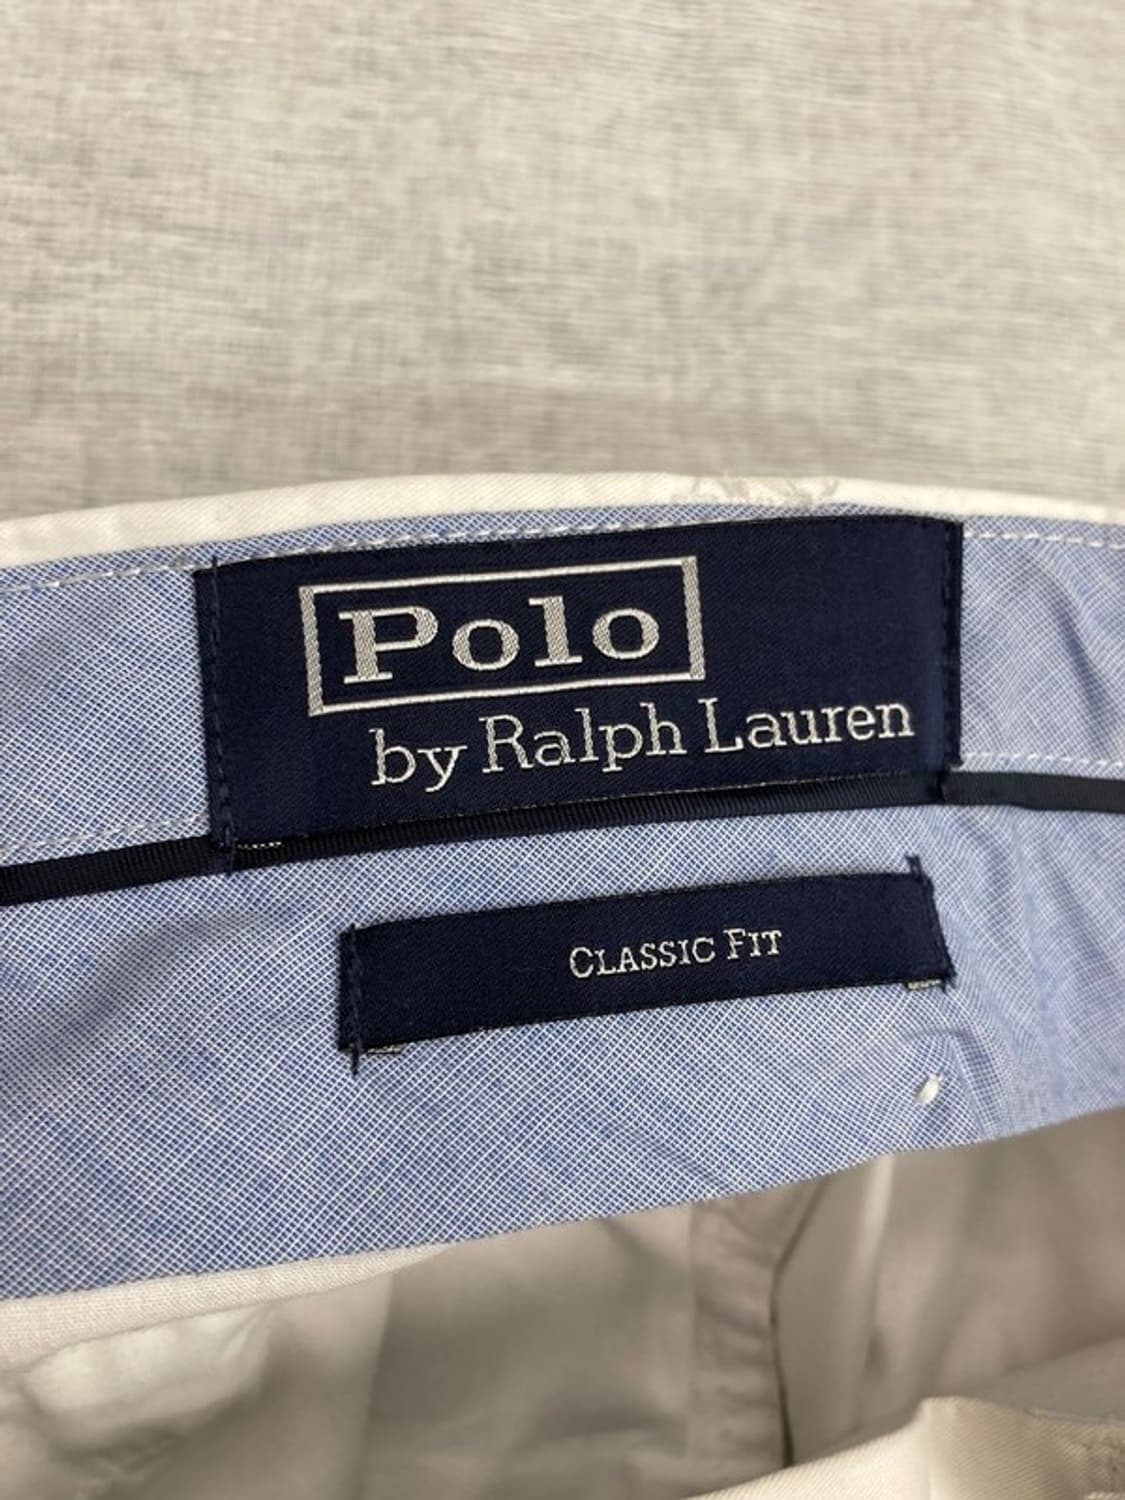 Polo
by Ralph Lauren
Classic Fit